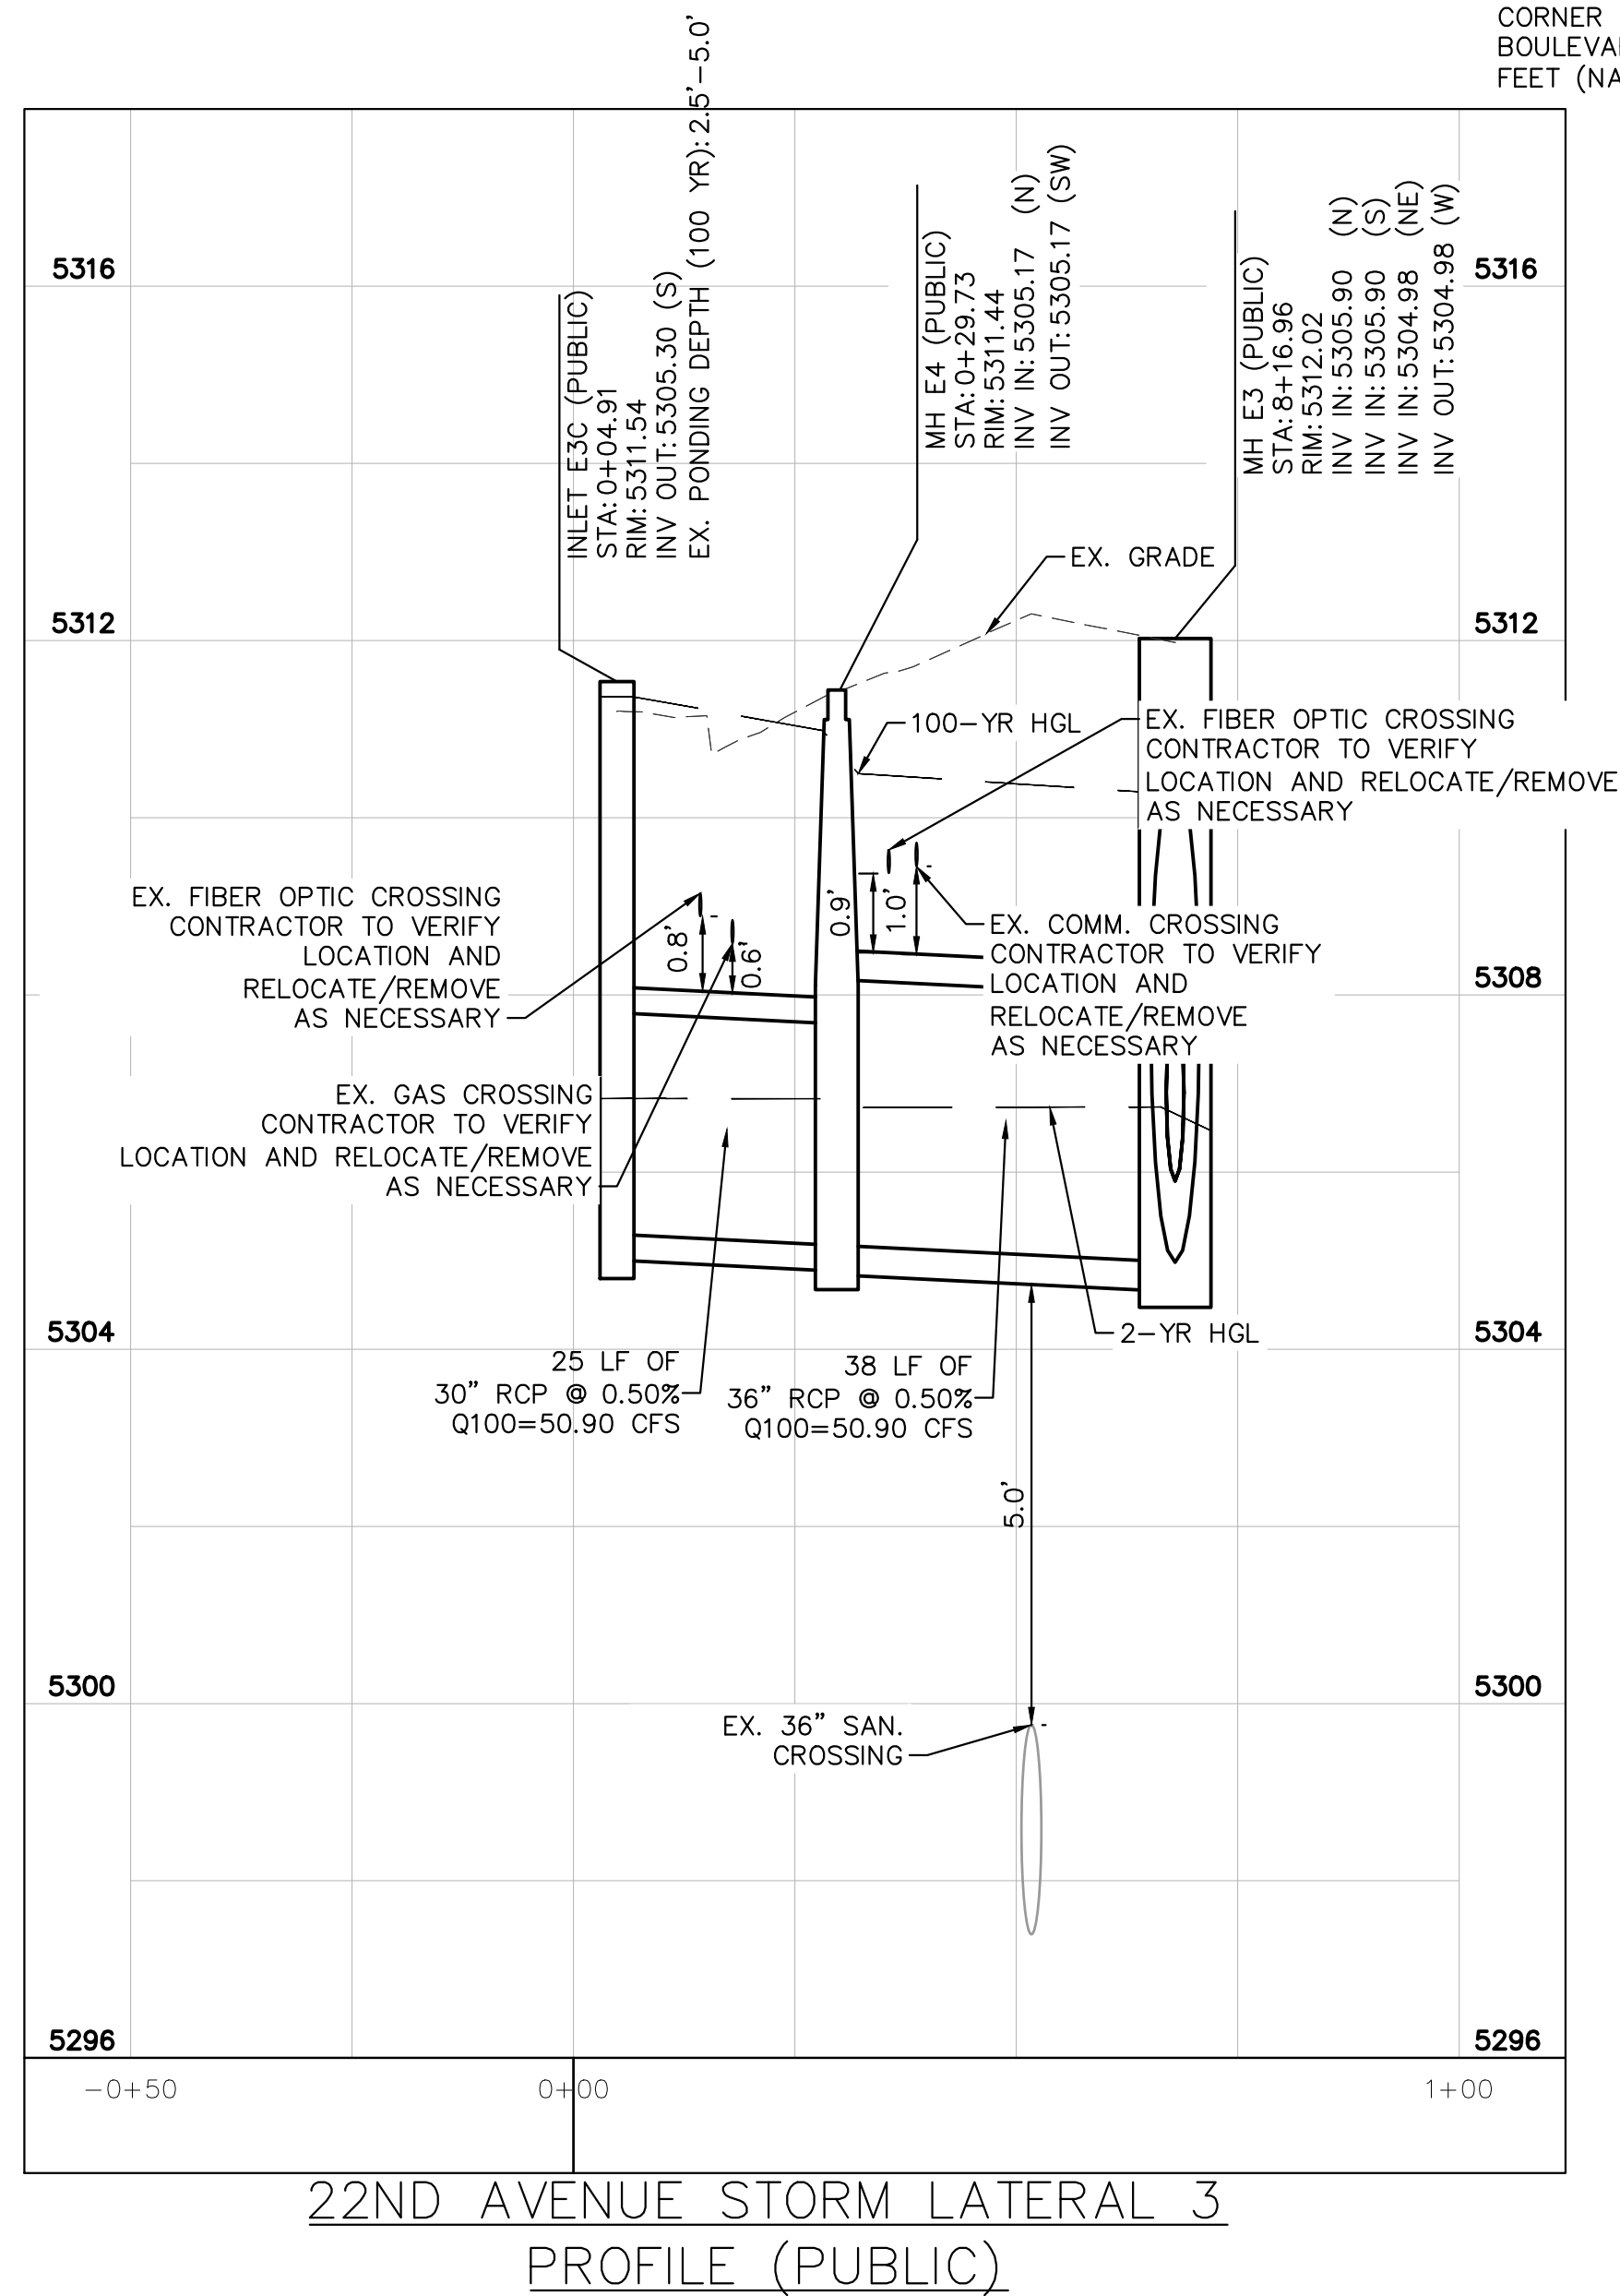 CORNER
FEET
INLET E3C (PUBLIC)
STA: 0+04.91
RIM: 5311.54
INV OUT: 5305.30 (S)
EX. PONDING DEPTH (100 YR): 2.5'-5.0'
MH E4 (PUBLIC)
STA: 0+29.73
RIM: 5311.44
INV IN: 5305.17 (N)
INV OUT: 5305.17 (SW)
MH E3 (PUBLIC)
STA: 8+16.96
RIM: 5312.02
INV IN: 5305.90 (N)
INV IN: 5305.90 (S)
INV IN: 5304.98 (NE)
INV OUT: 5304.98 (W)
5316
5316
EX. GRADE
5312
5312
100-YR HGL
EX. FIBER OPTIC CROSSING
CONTRACTOR TO VERIFY
LOCATION AND RELOCATE/REMOVE
AS NECESSARY
EX. FIBER OPTIC CROSSING
CONTRACTOR TO VERIFY
LOCATION AND
RELOCATE/REMOVE
AS NECESSARY
0.8'
0.6'
0.9'
1.0'
EX. COMM. CROSSING
CONTRACTOR TO VERIFY
LOCATION AND
RELOCATE/REMOVE
AS NECESSARY
5308
EX. GAS CROSSING
CONTRACTOR TO VERIFY
LOCATION AND RELOCATE/REMOVE
AS NECESSARY
5304
5304
2-YR HGL
25 LF OF
30" RCP @ 0.50%
Q100=50.90 CFS
38 LF OF
36" RCP @ 0.50%
Q100=50.90 CFS
5.0'
5300
5300
EX. 36" SAN.
CROSSING
5296
5296
-0+50
0+00
1+00
22ND AVENUE STORM LATERAL 3
PROFILE (PUBLIC)